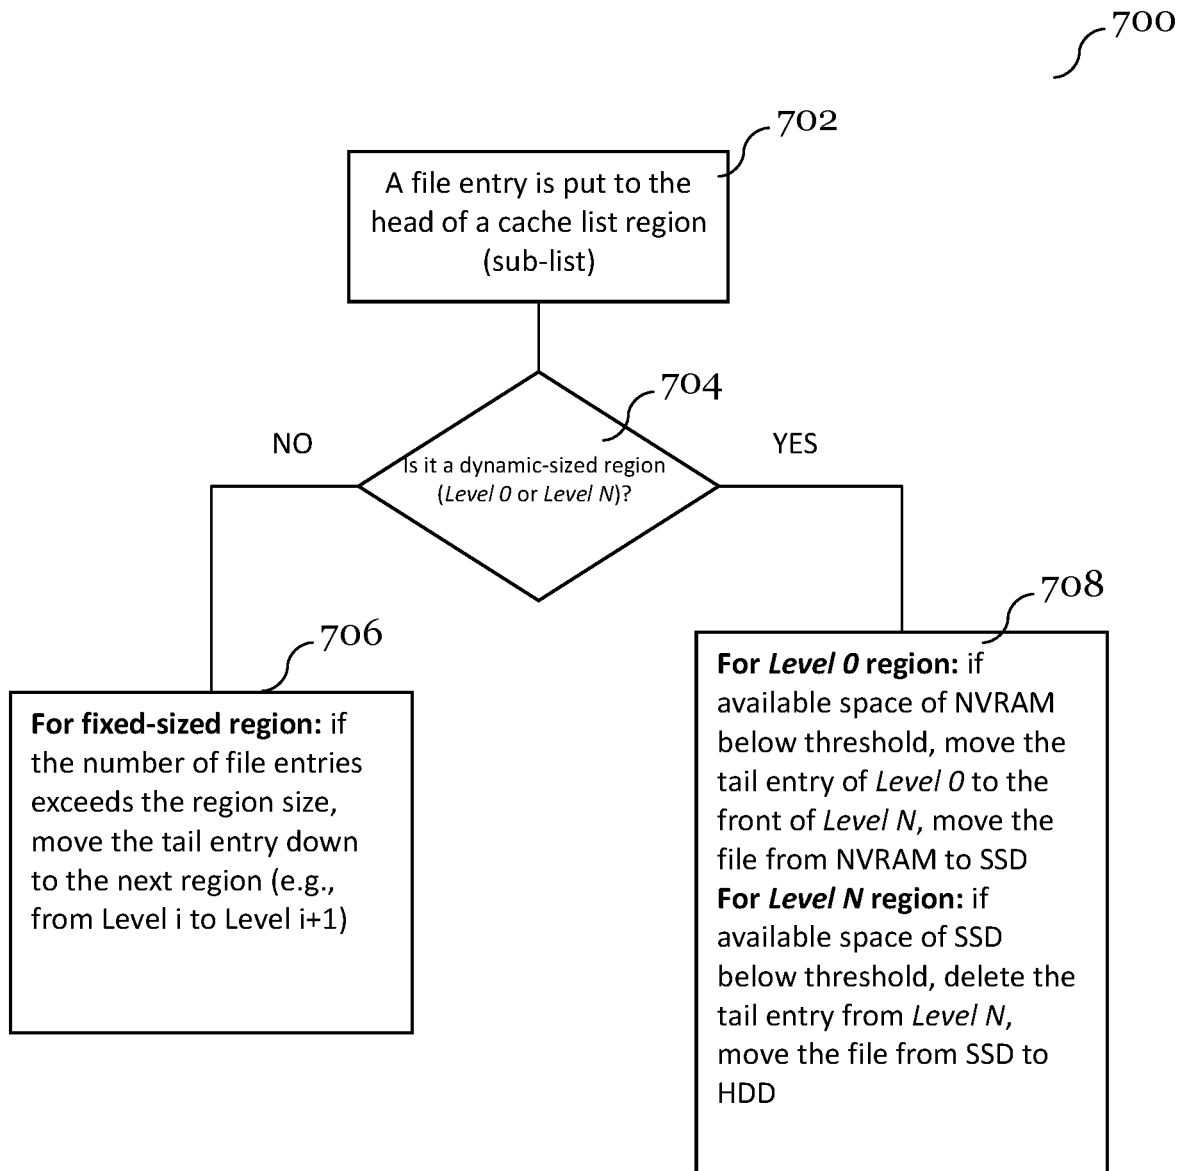 700
702
A file entry is put to the
head of a cache list region
(sub-list)
704
NO
YES
Is it a dynamic-sized region
(Level 0 or Level N)?
706
For fixed-sized region: if
the number of file entries
exceeds the region size,
move the tail entry down
to the next region (e.g.,
from Level i to Level i+1)
708
For Level 0 region: if
available space of NVRAM
below threshold, move the
tail entry of Level 0 to the
front of Level N, move the
file from NVRAM to SSD
For Level N region: if
available space of SSD
below threshold, delete the
tail entry from Level N,
move the file from SSD to
HDD